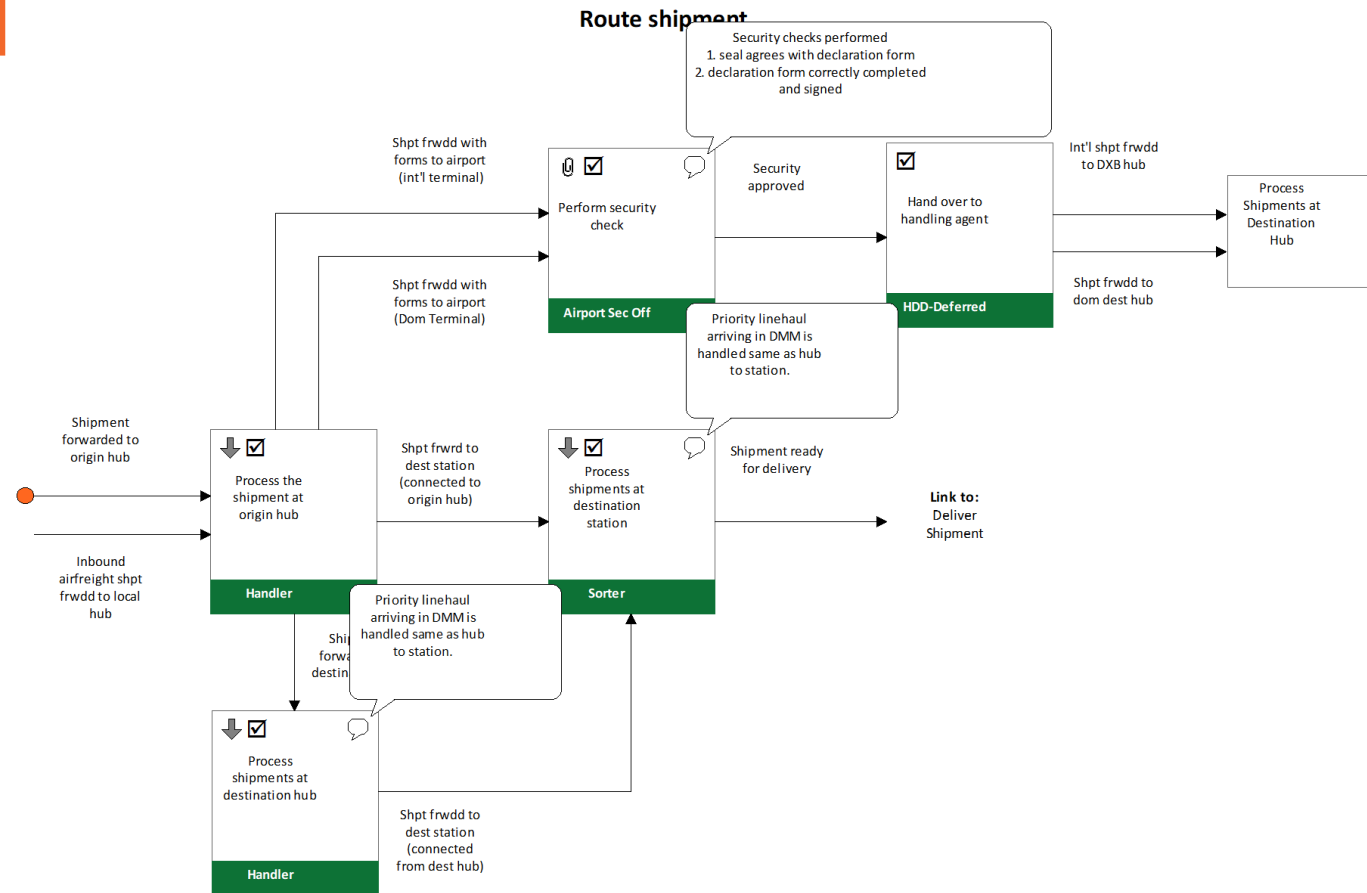 Route shipment
Security checks performed
1. seal agrees with declaration form
2. declaration form correctly completed
and signed
Shpt frwdd with
forms to airport
(int'l terminal)
Perform security
check
Airport Sec Off
Security
approved
Hand over to
handling agent
HDD-Deferred
Int'l shpt frwdd
to DXB hub
Process
Shipments at
Destination
Hub
Shpt frwdd with
forms to airport
(Dom Terminal)
Shpt frwdd to
dom dest hub
Priority linehaul
arriving in DMM is
handled same as hub
to station.
Shipment
forwarded to
origin hub
Process the
shipment at
origin hub
Handler
Shpt frwrd to
dest station
(connected to
origin hub)
Process
shipments at
destination
station
Sorter
Shipment ready
for delivery
Link to:
Deliver
Shipment
Inbound
airfreight shpt
frwdd to local
hub
Priority linehaul
arriving in DMM is
handled same as hub
to station.
Process
shipments at
destination hub
Handler
Shpt frwdd to
dest station
(connected
from dest hub)